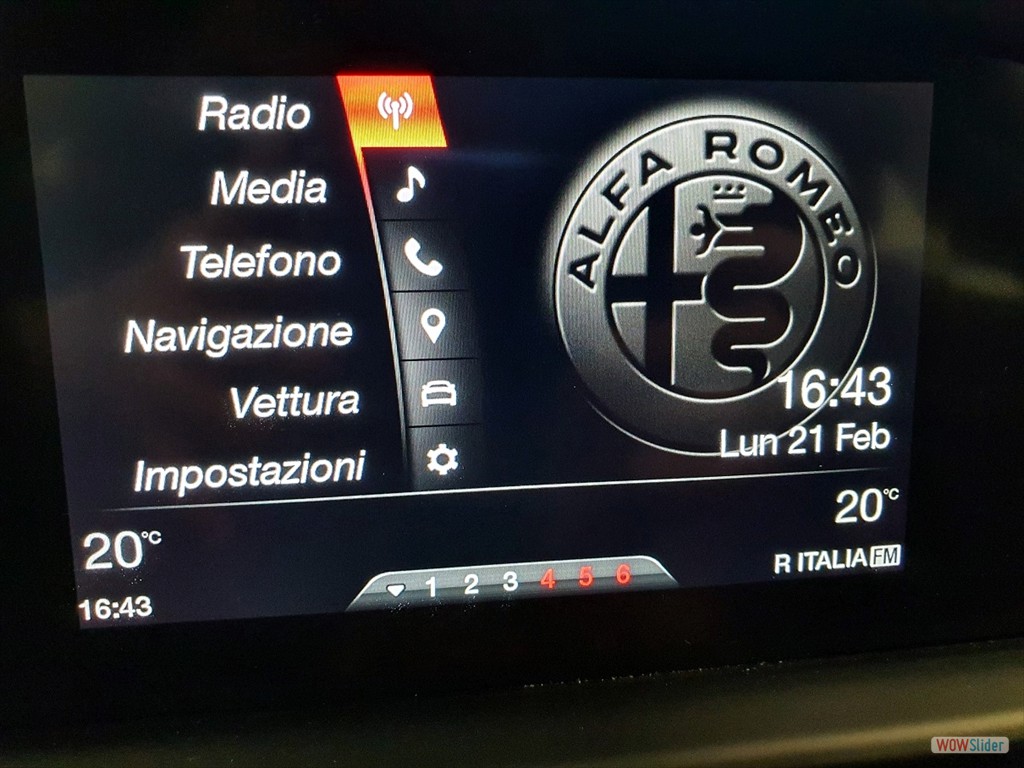 Radio
Media
Telefono
Navigazione
Vettura
Impostazioni
ALFA ROMEO
16:43
Lun 21 Feb
20°C
20°C
R ITALIA FM
1 2 3 4 5 6
16:43
WOWSlider